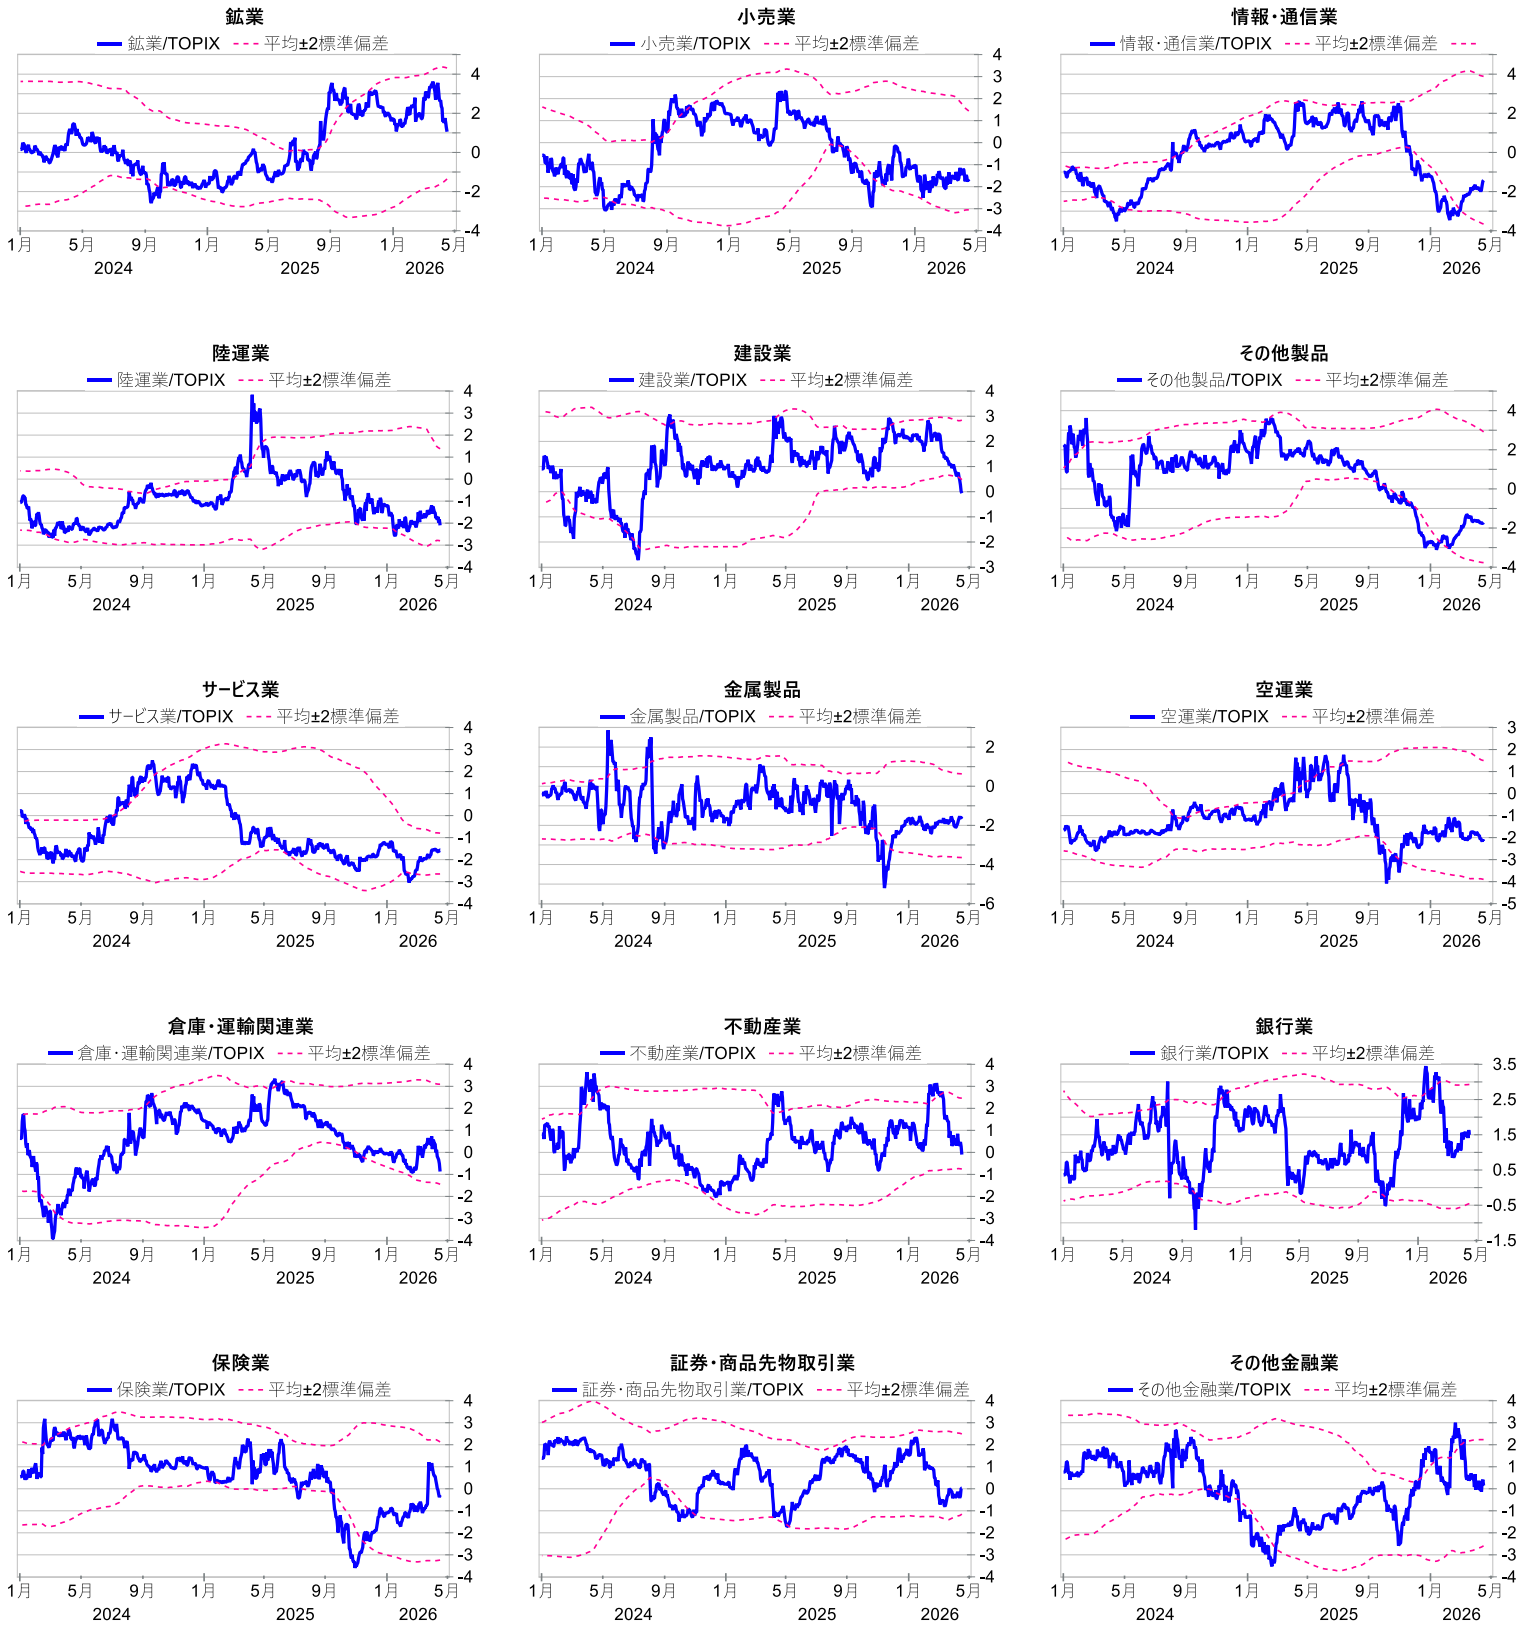 鉱業
鉱業/TOPIX 平均±2標準偏差
4
2
0
-2
-4
1月 5月 9月 1月 5月 9月 1月 5月
2024 2025 2026
小売業
小売業/TOPIX 平均±2標準偏差
4
3
2
1
0
-1
-2
-3
-4
1月 5月 9月 1月 5月 9月 1月 5月
2024 2025 2026
情報・通信業
情報・通信業/TOPIX 平均±2標準偏差
4
2
0
-2
-4
1月 5月 9月 1月 5月 9月 1月 5月
2024 2025 2026
陸運業
陸運業/TOPIX 平均±2標準偏差
4
3
2
1
0
-1
-2
-3
-4
1月 5月 9月 1月 5月 9月 1月 5月
2024 2025 2026
建設業
建設業/TOPIX 平均±2標準偏差
4
3
2
1
0
-1
-2
-3
1月 5月 9月 1月 5月 9月 1月 5月
2024 2025 2026
その他製品
その他製品/TOPIX 平均±2標準偏差
4
2
0
-2
-4
1月 5月 9月 1月 5月 9月 1月 5月
2024 2025 2026
サービス業
サービス業/TOPIX 平均±2標準偏差
4
3
2
1
0
-1
-2
-3
-4
1月 5月 9月 1月 5月 9月 1月 5月
2024 2025 2026
金属製品
金属製品/TOPIX 平均±2標準偏差
2
0
-2
-4
-6
1月 5月 9月 1月 5月 9月 1月 5月
2024 2025 2026
空運業
空運業/TOPIX 平均±2標準偏差
3
2
1
0
-1
-2
-3
-4
-5
1月 5月 9月 1月 5月 9月 1月 5月
2024 2025 2026
倉庫・運輸関連業
倉庫・運輸関連業/TOPIX 平均±2標準偏差
4
3
2
1
0
-1
-2
-3
-4
1月 5月 9月 1月 5月 9月 1月 5月
2024 2025 2026
不動産業
不動産業/TOPIX 平均±2標準偏差
4
3
2
1
0
-1
-2
-3
-4
1月 5月 9月 1月 5月 9月 1月 5月
2024 2025 2026
銀行業
銀行業/TOPIX 平均±2標準偏差
3.5
2.5
1.5
0.5
-0.5
-1.5
1月 5月 9月 1月 5月 9月 1月 5月
2024 2025 2026
保険業
保険業/TOPIX 平均±2標準偏差
4
3
2
1
0
-1
-2
-3
-4
1月 5月 9月 1月 5月 9月 1月 5月
2024 2025 2026
証券・商品先物取引業
証券・商品先物取引業/TOPIX 平均±2標準偏差
4
3
2
1
0
-1
-2
-3
-4
1月 5月 9月 1月 5月 9月 1月 5月
2024 2025 2026
その他金融業
その他金融業/TOPIX 平均±2標準偏差
4
3
2
1
0
-1
-2
-3
-4
1月 5月 9月 1月 5月 9月 1月 5月
2024 2025 2026